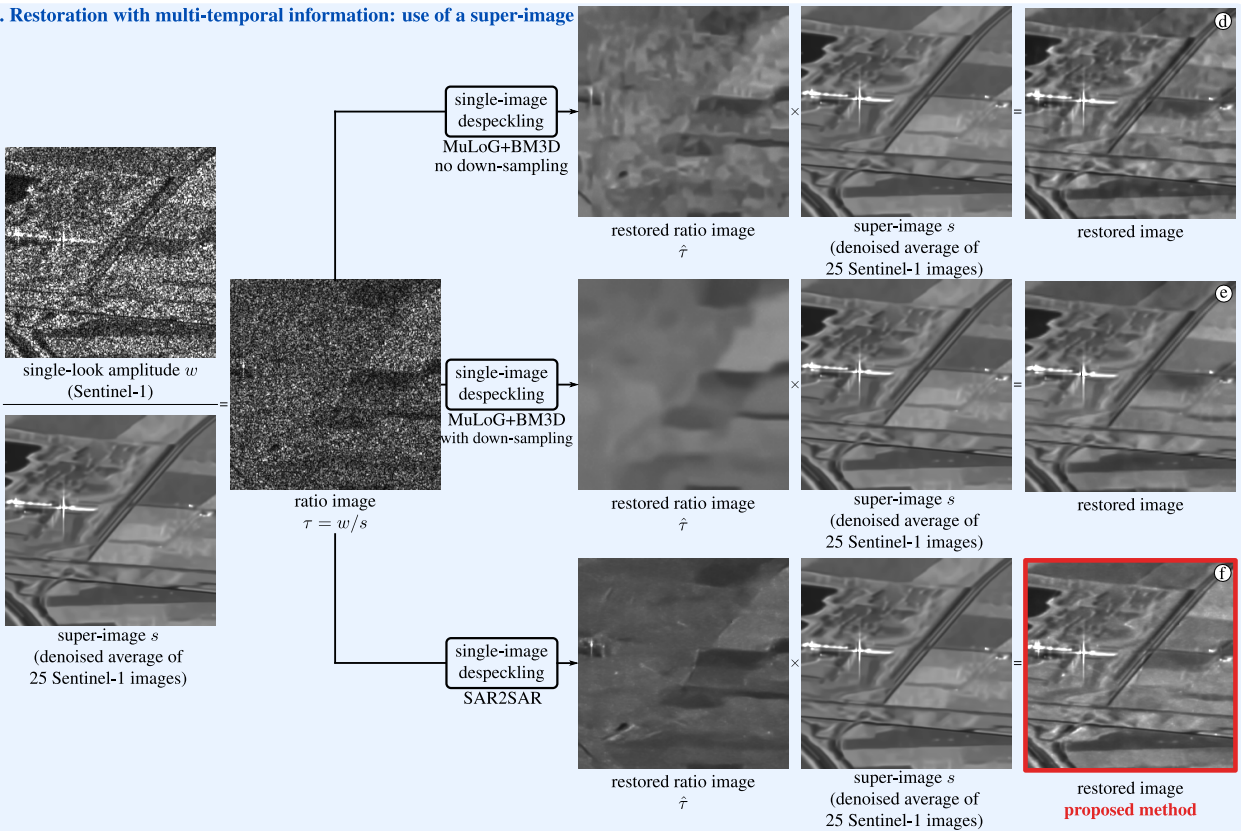 . Restoration with multi-temporal information: use of a super-image
single-look amplitude w
(Sentinel-1)
super-image s
(denoised average of
25 Sentinel-1 images)
=
ratio image
τ = w/s
single-image
despeckling
MuLoG+BM3D
no down-sampling
restored ratio image
τ̂
×
super-image s
(denoised average of
25 Sentinel-1 images)
=
d
restored image
single-image
despeckling
MuLoG+BM3D
with down-sampling
restored ratio image
τ̂
×
super-image s
(denoised average of
25 Sentinel-1 images)
=
e
restored image
single-image
despeckling
SAR2SAR
restored ratio image
τ̂
×
super-image s
(denoised average of
25 Sentinel-1 images)
=
f
restored image
proposed method